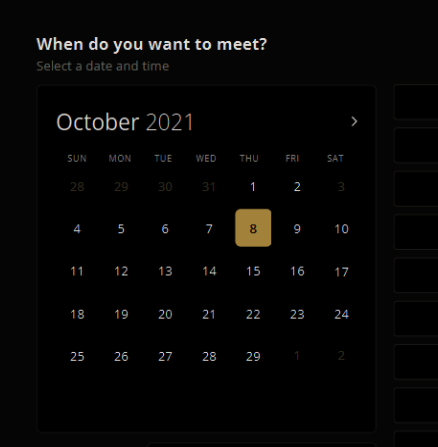 When do you want to meet?
Select a date and time
October 2021
SUN MON TUE WED THU FRI SAT
28 29 30 31 1 2 3
4 5 6 7 8 9 10
11 12 13 14 15 16 17
18 19 20 21 22 23 24
25 26 27 28 29 1 2